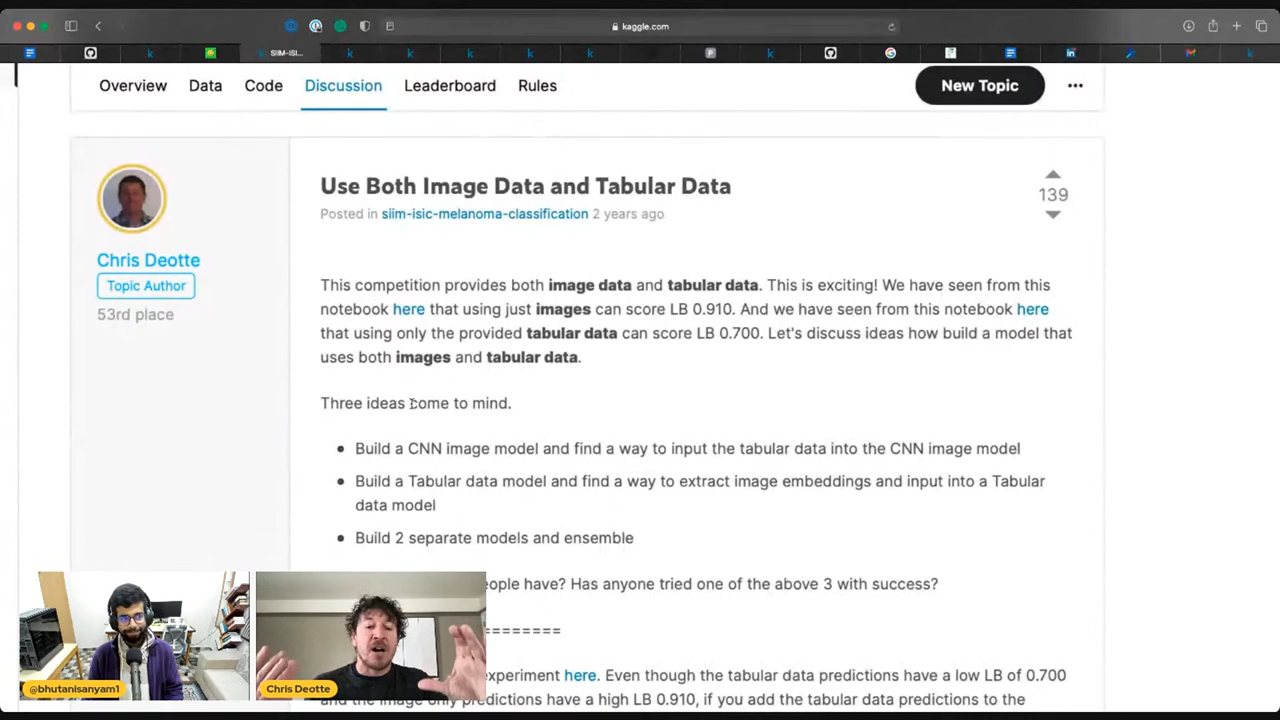 kaggle.com
SIIM-ISI...
Overview Data Code Discussion Leaderboard Rules New Topic
Use Both Image Data and Tabular Data
Posted in siim-isic-melanoma-classification 2 years ago
139
Chris Deotte
Topic Author
53rd place
This competition provides both image data and tabular data. This is exciting! We have seen from this
notebook here that using just images can score LB 0.910. And we have seen from this notebook here
that using only the provided tabular data can score LB 0.700. Let's discuss ideas how build a model that
uses both images and tabular data.
Three ideas come to mind.
• Build a CNN image model and find a way to input the tabular data into the CNN image model
• Build a Tabular data model and find a way to extract image embeddings and input into a Tabular
data model
• Build 2 separate models and ensemble
eople have? Has anyone tried one of the above 3 with success?
========
xperiment here. Even though the tabular data predictions have a low LB of 0.700
and the image only predictions have a high LB 0.910, if you add the tabular data predictions to the
@bhutanisanyam1
Chris Deotte